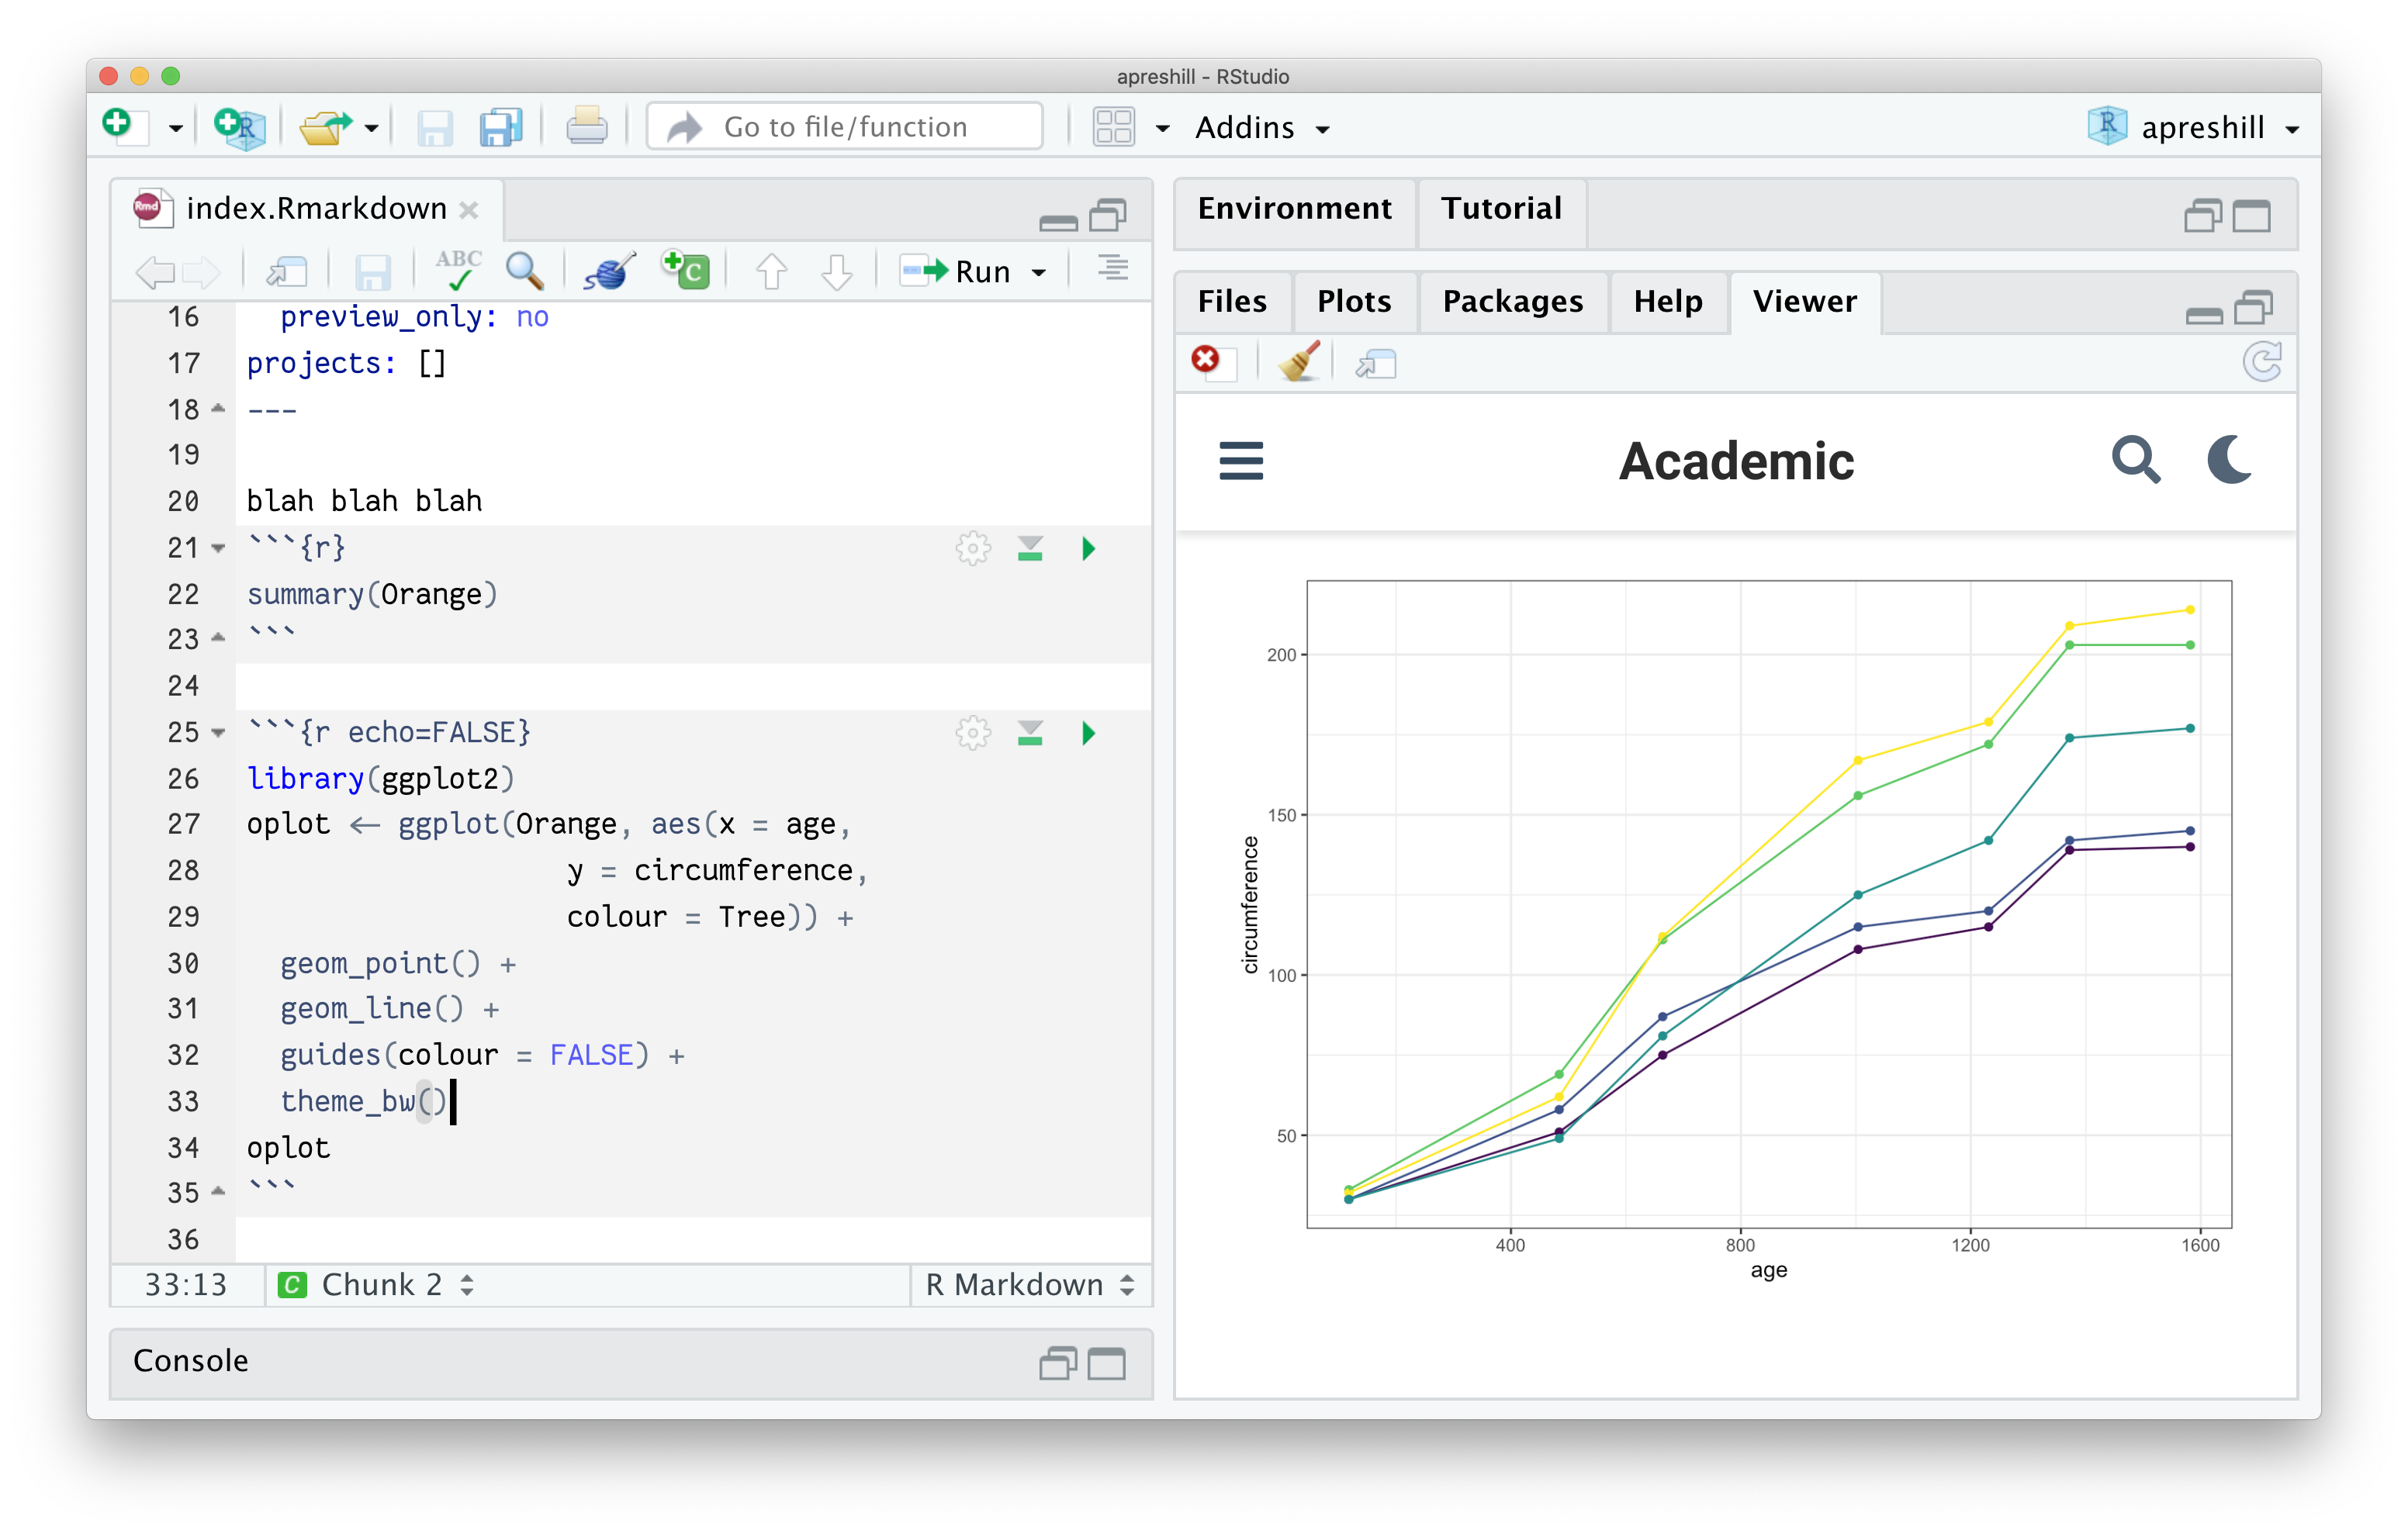 apreshill - RStudio
Go to file/function
Addins
apreshill
index.Rmarkdown
ABC
Run
16   preview_only: no
17 projects: []
18 ---
19
20 blah blah blah
21 ```{r}
22 summary(Orange)
23 ```
24
25 ```{r echo=FALSE}
26 library(ggplot2)
27 oplot <- ggplot(Orange, aes(x = age,
28                    y = circumference,
29                    colour = Tree)) +
30   geom_point() +
31   geom_line() +
32   guides(colour = FALSE) +
33   theme_bw()
34 oplot
35 ```
36
33:13 C Chunk 2 R Markdown
Console
Environment Tutorial
Files Plots Packages Help Viewer
Academic
200
150
100
50
circumference
400 800 1200 1600
age